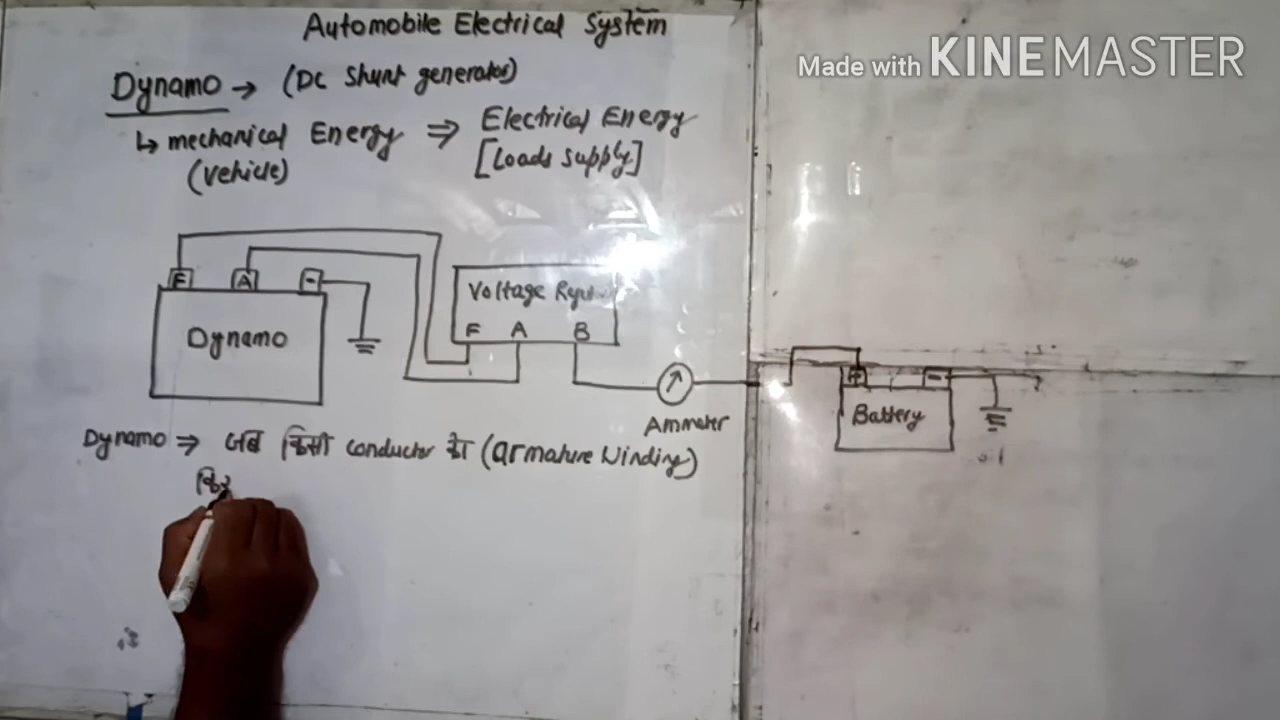 Automobile Electrical System
Made with KINEMASTER
Dynamo → (DC shunt generator)
↳ mechanical Energy ⇒ Electrical Energy
(vehicle) [Loads supply]
F A -
Dynamo
Voltage
F A B
Ammeter
+ -
Battery
Dynamo ⇒ जब किसी conductor को (armature winding)